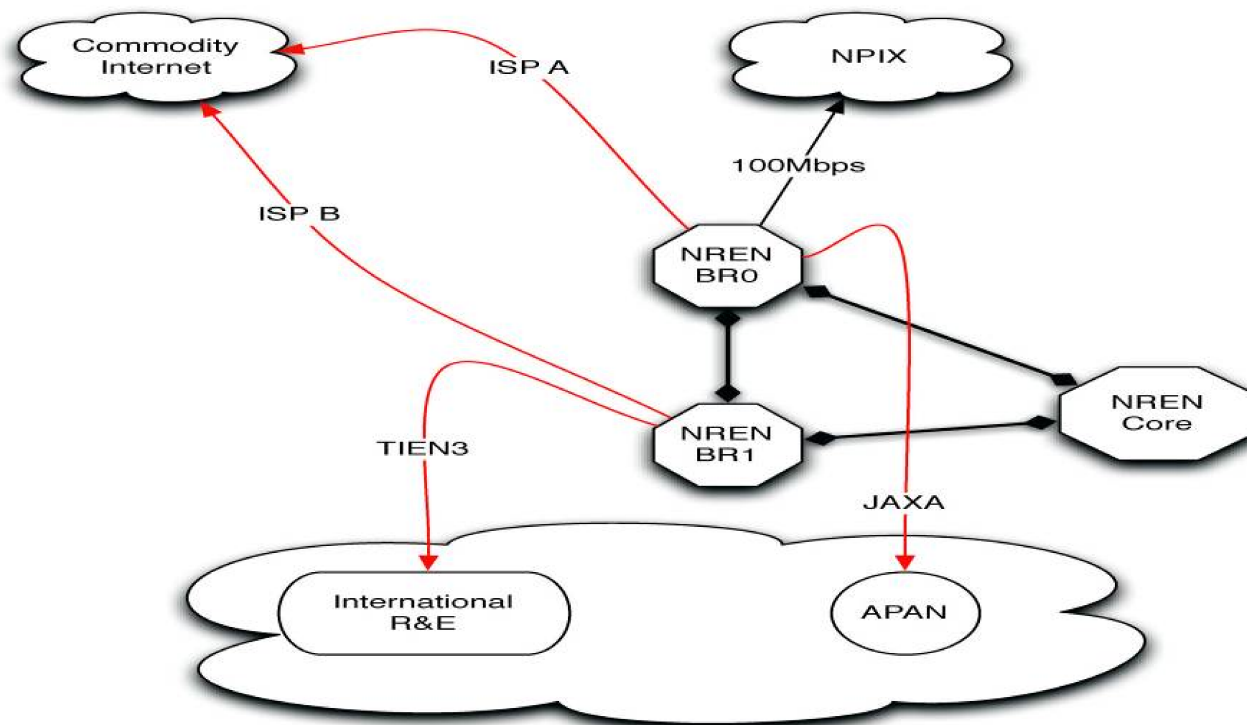 Commodity
Internet
ISP A
NPIX
100Mbps
ISP B
NREN
BR0
NREN
BR1
NREN
Core
TIEN3
JAXA
International
R&E
APAN